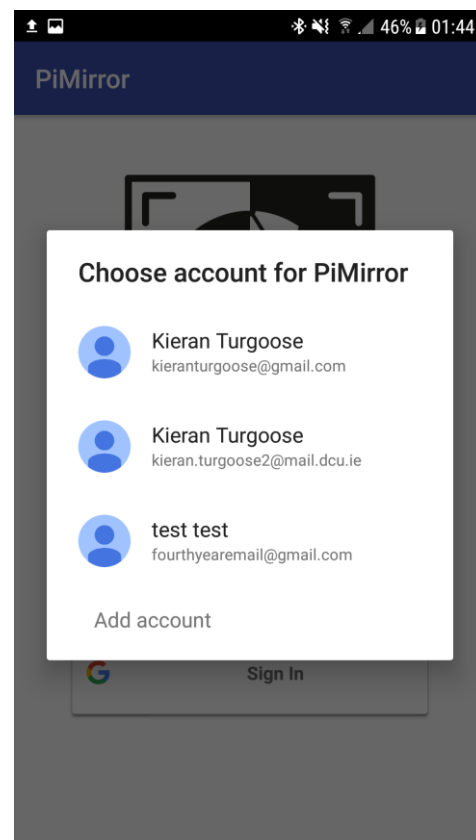 46% 01:44
PiMirror
Choose account for PiMirror
Kieran Turgoose
kieranturgoose@gmail.com
Kieran Turgoose
kieran.turgoose2@mail.dcu.ie
test test
fourthyearemail@gmail.com
Add account
Sign In